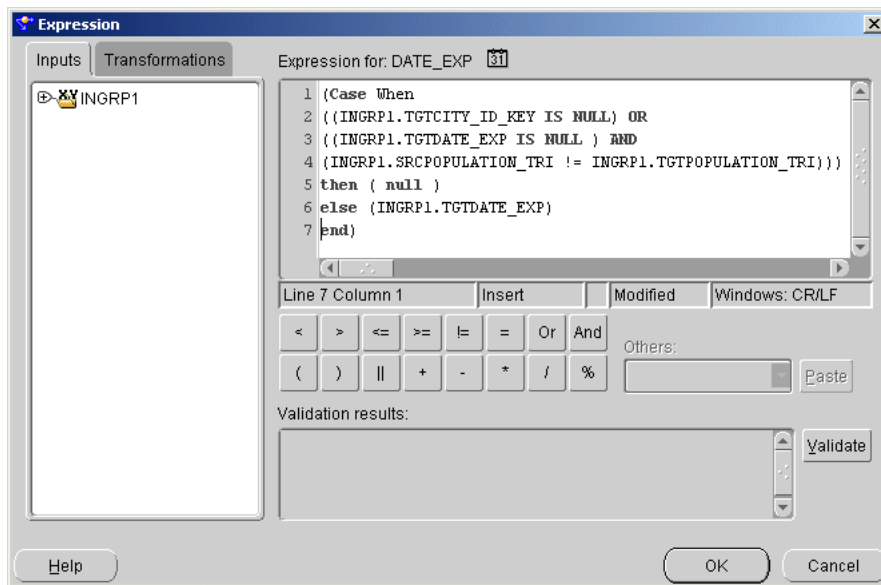 Expression
Inputs
Transformations
INGRP1
Expression for: DATE_EXP
31
1 (Case When
2 ((INGRP1.TGTCITY_ID_KEY IS NULL) OR
3 ((INGRP1.TGTDATE_EXP IS NULL ) AND
4 (INGRP1.SRCPOPULATION_TRI != INGRP1.TGTPOPULATION_TRI)))
5 then ( null )
6 else (INGRP1.TGTDATE_EXP)
7 end)
Line 7 Column 1
Insert
Modified
Windows: CR/LF
< > <= >= != = Or And
( ) || + - * / %
Others:
Paste
Validation results:
Validate
Help
OK
Cancel